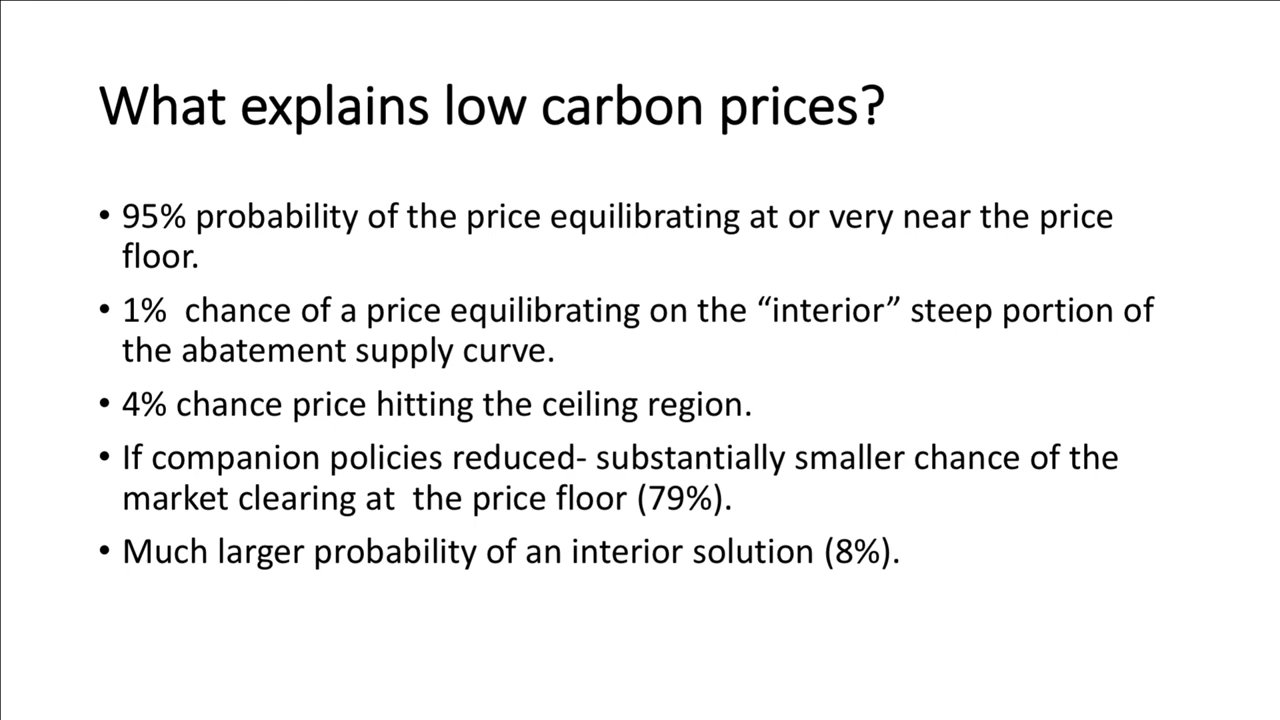 What explains low carbon prices?
• 95% probability of the price equilibrating at or very near the price
floor.
• 1%  chance of a price equilibrating on the “interior” steep portion of
the abatement supply curve.
• 4% chance price hitting the ceiling region.
• If companion policies reduced- substantially smaller chance of the
market clearing at  the price floor (79%).
• Much larger probability of an interior solution (8%).